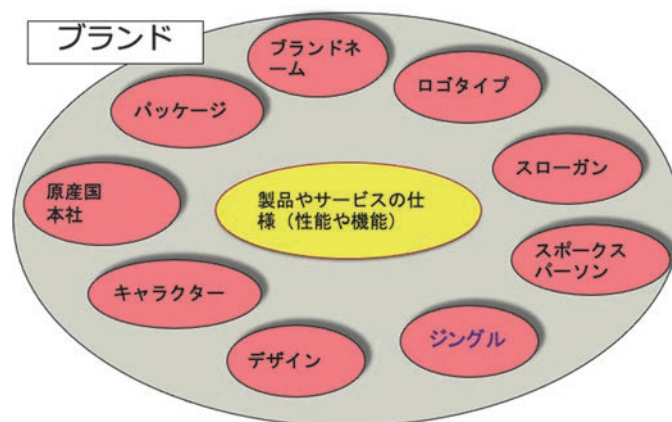 ブランド
ブランドネ
ーム
ロゴタイプ
パッケージ
スローガン
原産国
本社
製品やサービスの仕
様（性能や機能）
スポークス
パーソン
キャラクター
ジングル
デザイン